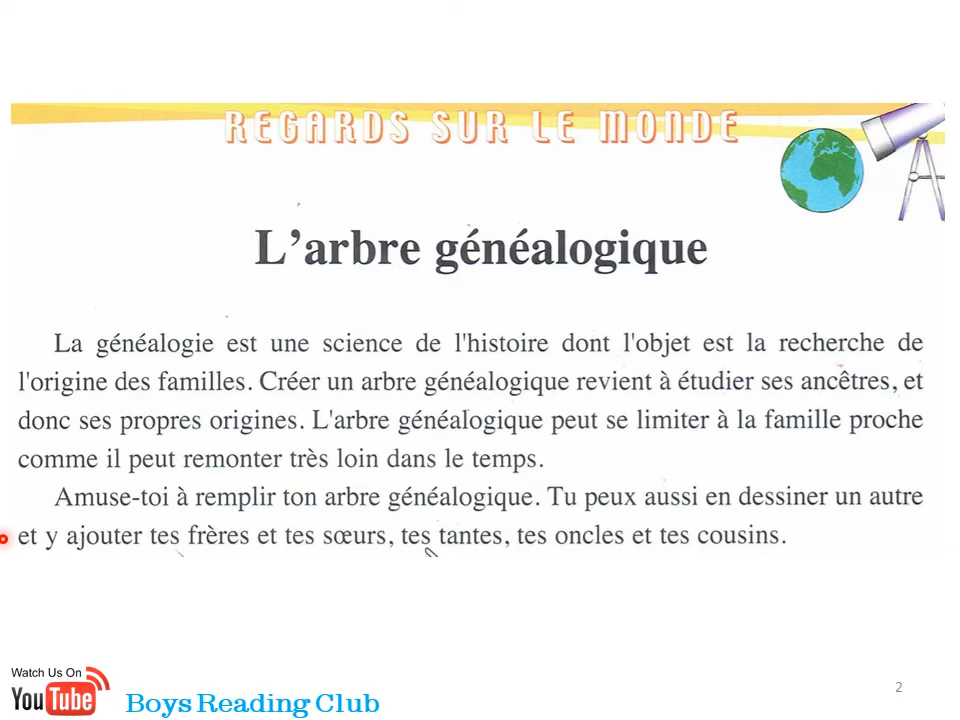 REGARDS SUR LE MONDE
L'arbre généalogique
La généalogie est une science de l'histoire dont l'objet est la recherche de
l'origine des familles. Créer un arbre généalogique revient à étudier ses ancêtres, et
donc ses propres origines. L'arbre généalogique peut se limiter à la famille proche
comme il peut remonter très loin dans le temps.
Amuse-toi à remplir ton arbre généalogique. Tu peux aussi en dessiner un autre
et y ajouter tes frères et tes sœurs, tes tantes, tes oncles et tes cousins.
Watch Us On
YouTube
Boys Reading Club
2